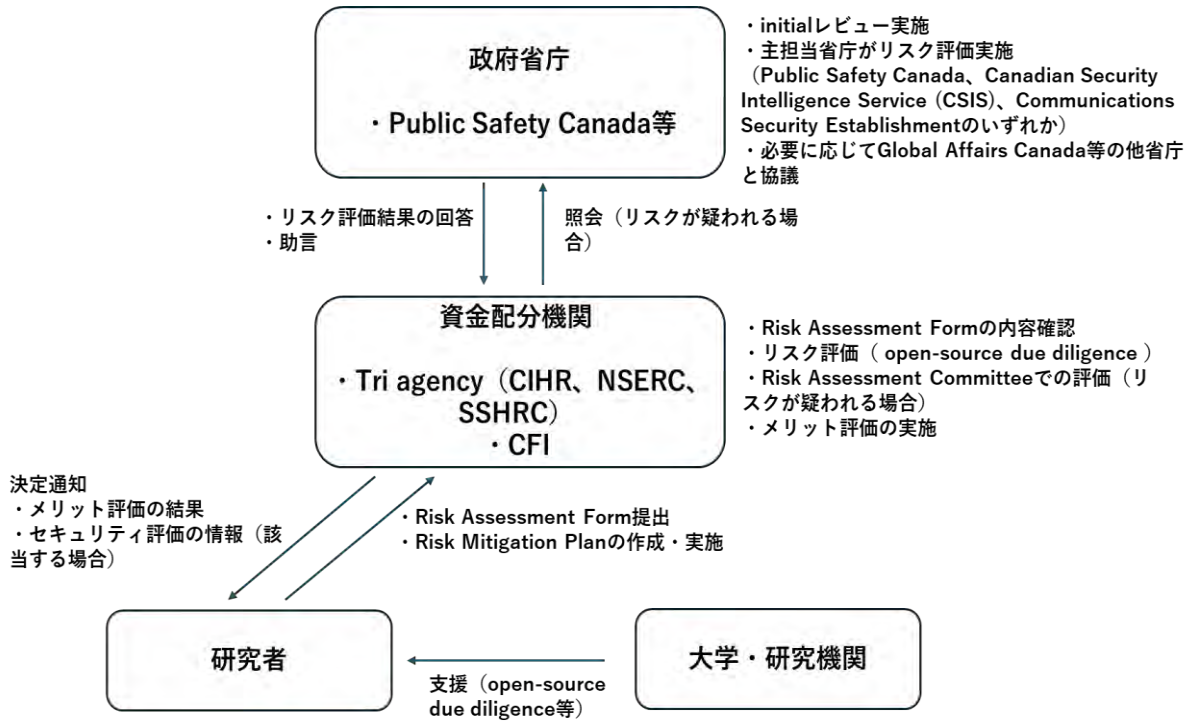 政府省庁
・Public Safety Canada等
・initialレビュー実施
・主担当省庁がリスク評価実施
（Public Safety Canada、Canadian Security
Intelligence Service (CSIS)、Communications
Security Establishmentのいずれか）
・必要に応じてGlobal Affairs Canada等の他省庁
と協議
・リスク評価結果の回答
・助言
照会（リスクが疑われる場
合）
資金配分機関
・Tri agency（CIHR、NSERC、
SSHRC）
・CFI
・Risk Assessment Formの内容確認
・リスク評価（ open-source due diligence ）
・Risk Assessment Committeeでの評価（リ
スクが疑われる場合）
・メリット評価の実施
決定通知
・メリット評価の結果
・セキュリティ評価の情報（該
当する場合）
・Risk Assessment Form提出
・Risk Mitigation Planの作成・実施
研究者
大学・研究機関
支援（open-source
due diligence等）